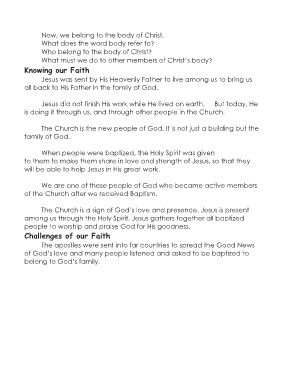 Now, we belong to the body of Christ.
What does the word body refer to?
Who belong to the body of Christ?
What must we do to other members of Christ's body?
Knowing our Faith
Jesus was sent by His Heavenly Father to live among us to bring us
all back to His Father in the family of God.
Jesus did not finish His work while He lived on earth. But today, He
is doing it through us, and through other people in the Church.
The Church is the new people of God. It is not just a building but the
family of God.
When people were baptized, the Holy Spirit was given
to them to make them share in love and strength of Jesus, so that they
will be able to help Jesus in His great work.
We are one of these people of God who became active members
of the Church after we received Baptism.
The Church is a sign of God's love and presence. Jesus is present
among us through the Holy Spirit. Jesus gathers together all baptized
people to worship and praise God for His goodness.
Challenges of our Faith
The apostles were sent into far countries to spread the Good News
of God's love and many people listened and asked to be baptized to
belong to God's family.